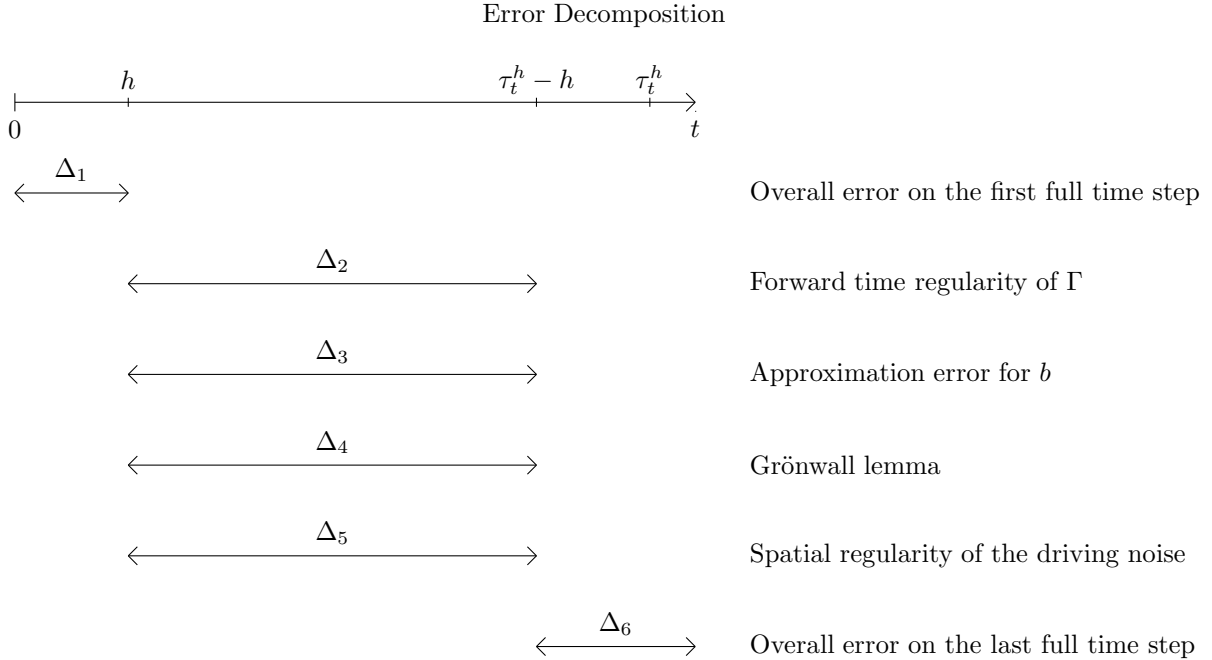 Error Decomposition
h τ_t^h − h τ_t^h
0 t
Δ_1
Overall error on the first full time step
Δ_2
Forward time regularity of Γ
Δ_3
Approximation error for b
Δ_4
Grönwall lemma
Δ_5
Spatial regularity of the driving noise
Δ_6
Overall error on the last full time step